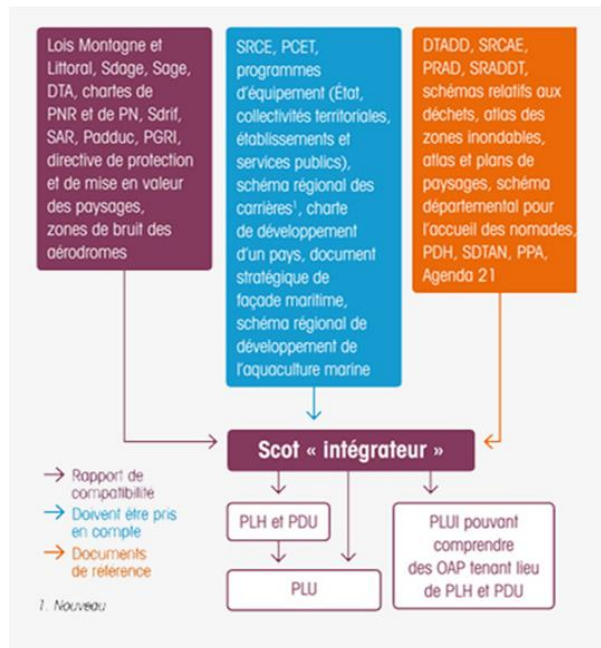 Lois Montagne et
Littoral, Sdage, Sage,
DTA, chartes de
PNR et de PN, Sdrif,
SAR, Padduc, PGRI,
directive de protection
et de mise en valeur
des paysages,
zones de bruit des
aérodromes
SRCE, PCET,
programmes
d'équipement (État,
collectivités territoriales,
établissements et
services publics),
schéma régional des
carrières¹, charte
de développement
d'un pays, document
stratégique de
façade maritime,
schéma régional de
développement de
l'aquaculture marine
DTADD, SRCAE,
PRAD, SRADDT,
schémas relatifs aux
déchets, atlas des
zones inondables,
atlas et plans de
paysages, schéma
départemental pour
l'accueil des nomades,
PDH, SDTAN, PPA,
Agenda 21
Scot « intégrateur »
Rapport de
compatibilité
Doivent être pris
en compte
Documents
de référence
PLH et PDU
PLU
PLUI pouvant
comprendre
des OAP tenant lieu
de PLH et PDU
1. Nouveau